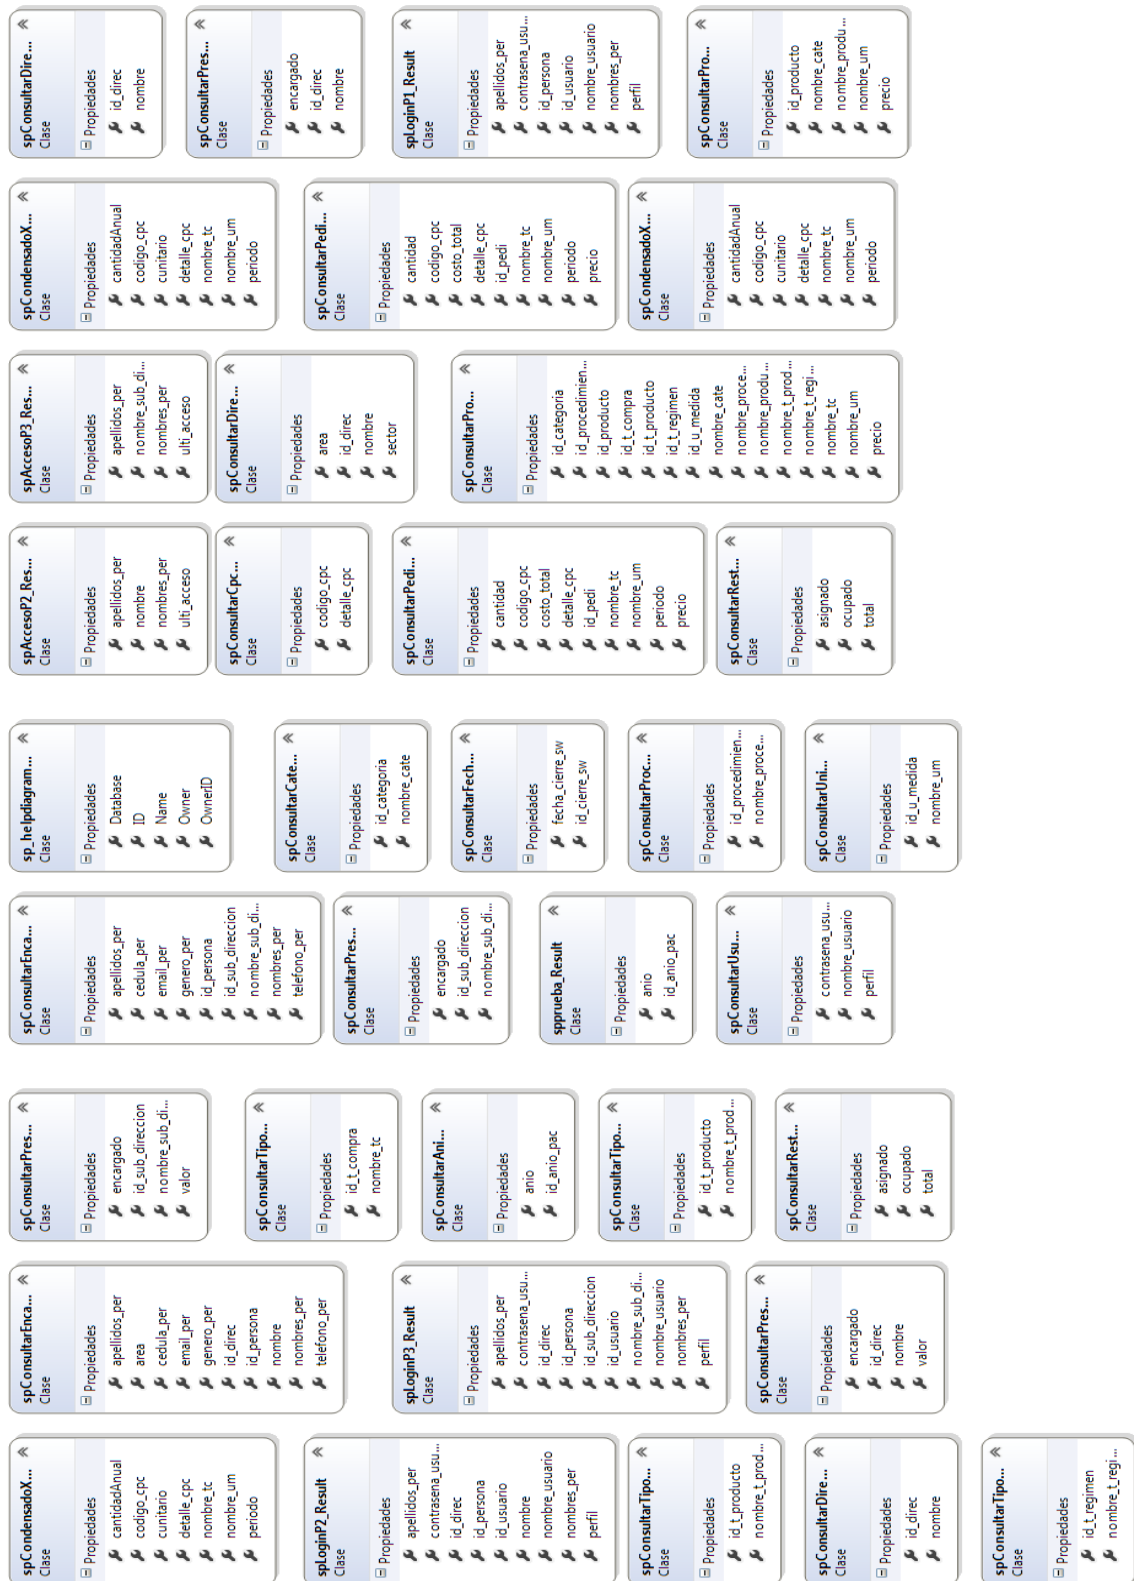 spCondensadoX...
Clase
Propiedades
cantidadAnual
codigo_cpc
cunitario
detalle_cpc
nombre_tc
nombre_um
periodo
spLoginP2_Result
Clase
Propiedades
apellidos_per
contrasena_usu...
id_direc
id_persona
id_usuario
nombre
nombre_usuario
nombres_per
perfil
spConsultarTipo...
Clase
Propiedades
id_t_producto
nombre_t_prod...
spConsultarDire...
Clase
Propiedades
id_direc
nombre
spConsultarTipo...
Clase
Propiedades
id_t_regimen
nombre_t_regi...
spConsultarEnca...
Clase
Propiedades
apellidos_per
area
cedula_per
email_per
genero_per
id_direc
id_persona
nombre
nombres_per
telefono_per
spLoginP3_Result
Clase
Propiedades
apellidos_per
contrasena_usu...
id_direc
id_persona
id_sub_direccion
id_usuario
nombre_sub_di...
nombre_usuario
nombres_per
perfil
spConsultarPres...
Clase
Propiedades
encargado
id_direc
nombre
valor
spConsultarPres...
Clase
Propiedades
encargado
id_sub_direccion
nombre_sub_di...
valor
spConsultarTipo...
Clase
Propiedades
id_t_compra
nombre_tc
spConsultarAni...
Clase
Propiedades
anio
id_anio_pac
spConsultarTipo...
Clase
Propiedades
id_t_producto
nombre_t_prod...
spConsultarRest...
Clase
Propiedades
asignado
ocupado
total
spConsultarEnca...
Clase
Propiedades
apellidos_per
cedula_per
email_per
genero_per
id_persona
id_sub_direccion
nombre_sub_di...
nombres_per
telefono_per
spConsultarPres...
Clase
Propiedades
encargado
id_sub_direccion
nombre_sub_di...
spprueba_Result
Clase
Propiedades
anio
id_anio_pac
spConsultarUsu...
Clase
Propiedades
contrasena_usu...
nombre_usuario
perfil
sp_helpdiagram...
Clase
Propiedades
Database
ID
Name
Owner
OwnerID
spConsultarCate...
Clase
Propiedades
id_categoria
nombre_cate
spConsultarFech...
Clase
Propiedades
fecha_cierre_sw
id_cierre_sw
spConsultarProc...
Clase
Propiedades
id_procedimien...
nombre_proce...
spConsultarUni...
Clase
Propiedades
id_u_medida
nombre_um
spAccesoP2_Res...
Clase
Propiedades
apellidos_per
nombre
nombres_per
ulti_acceso
spConsultarCpc...
Clase
Propiedades
codigo_cpc
detalle_cpc
spConsultarPedi...
Clase
Propiedades
cantidad
codigo_cpc
costo_total
detalle_cpc
id_pedi
nombre_tc
nombre_um
periodo
precio
spConsultarRest...
Clase
Propiedades
asignado
ocupado
total
spAccesoP3_Res...
Clase
Propiedades
apellidos_per
nombre_sub_di...
nombres_per
ulti_acceso
spConsultarDire...
Clase
Propiedades
area
id_direc
nombre
sector
spConsultarPro...
Clase
Propiedades
id_categoria
id_procedimien...
id_producto
id_t_compra
id_t_producto
id_t_regimen
id_u_medida
nombre_cate
nombre_proce...
nombre_produ...
nombre_t_prod...
nombre_t_regi...
nombre_tc
nombre_um
precio
spCondensadoX...
Clase
Propiedades
cantidadAnual
codigo_cpc
cunitario
detalle_cpc
nombre_tc
nombre_um
periodo
spConsultarPedi...
Clase
Propiedades
cantidad
codigo_cpc
costo_total
detalle_cpc
id_pedi
nombre_tc
nombre_um
periodo
precio
spCondensadoX...
Clase
Propiedades
cantidadAnual
codigo_cpc
cunitario
detalle_cpc
nombre_tc
nombre_um
periodo
spConsultarDire...
Clase
Propiedades
id_direc
nombre
spConsultarPres...
Clase
Propiedades
encargado
id_direc
nombre
spLoginP1_Result
Clase
Propiedades
apellidos_per
contrasena_usu...
id_persona
id_usuario
nombre_usuario
nombres_per
perfil
spConsultarPro...
Clase
Propiedades
id_producto
nombre_cate
nombre_produ...
nombre_um
precio